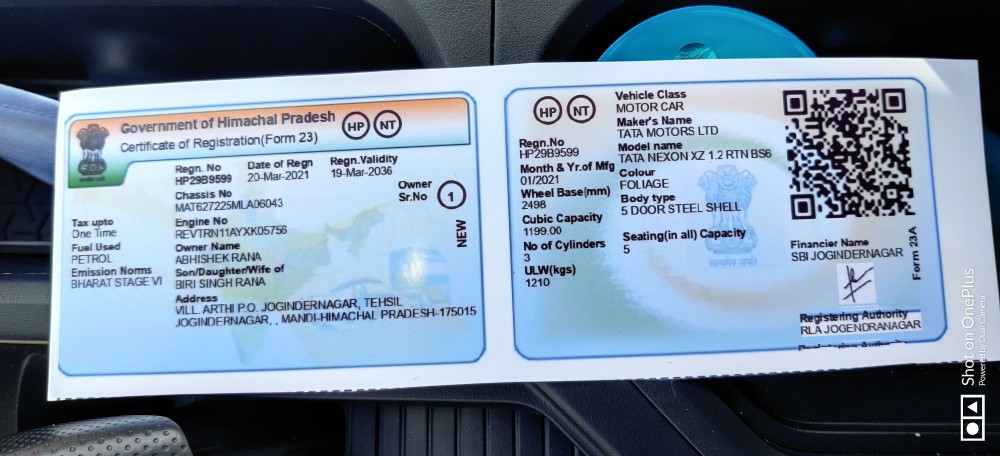 Government of Himachal Pradesh
Certificate of Registration(Form 23)
HP
NT
Regn. No
HP29B9599
Date of Regn
20-Mar-2021
Regn.Validity
19-Mar-2036
Chassis No
MAT627225MLA06043
Owner
Sr.No
1
Tax upto
One Time
Engine No
REVTRN11AYXK05756
NEW
Fuel Used
PETROL
Owner Name
ABHISHEK RANA
Emission Norms
BHARAT STAGE VI
Son/Daughter/Wife of
BIRI SINGH RANA
Address
VILL. ARTHI P.O. JOGINDERNAGAR, TEHSIL
JOGINDERNAGAR, , MANDI-HIMACHAL PRADESH-175015
HP
NT
Vehicle Class
MOTOR CAR
Maker's Name
TATA MOTORS LTD
Regn.No
HP29B9599
Model name
TATA NEXON XZ 1.2 RTN BS6
Month & Yr.of Mfg
01/2021
Colour
FOLIAGE
Wheel Base(mm)
2498
Body type
5 DOOR STEEL SHELL
Cubic Capacity
1199.00
Seating(in all) Capacity
5
No of Cylinders
3
ULW(kgs)
1210
सत्यमेव जयते
Financier Name
SBI JOGINDERNAGAR
Form 23A
Registering Authority
RLA JOGENDRANAGAR
Shot on OnePlus
Powered by Dual Camera